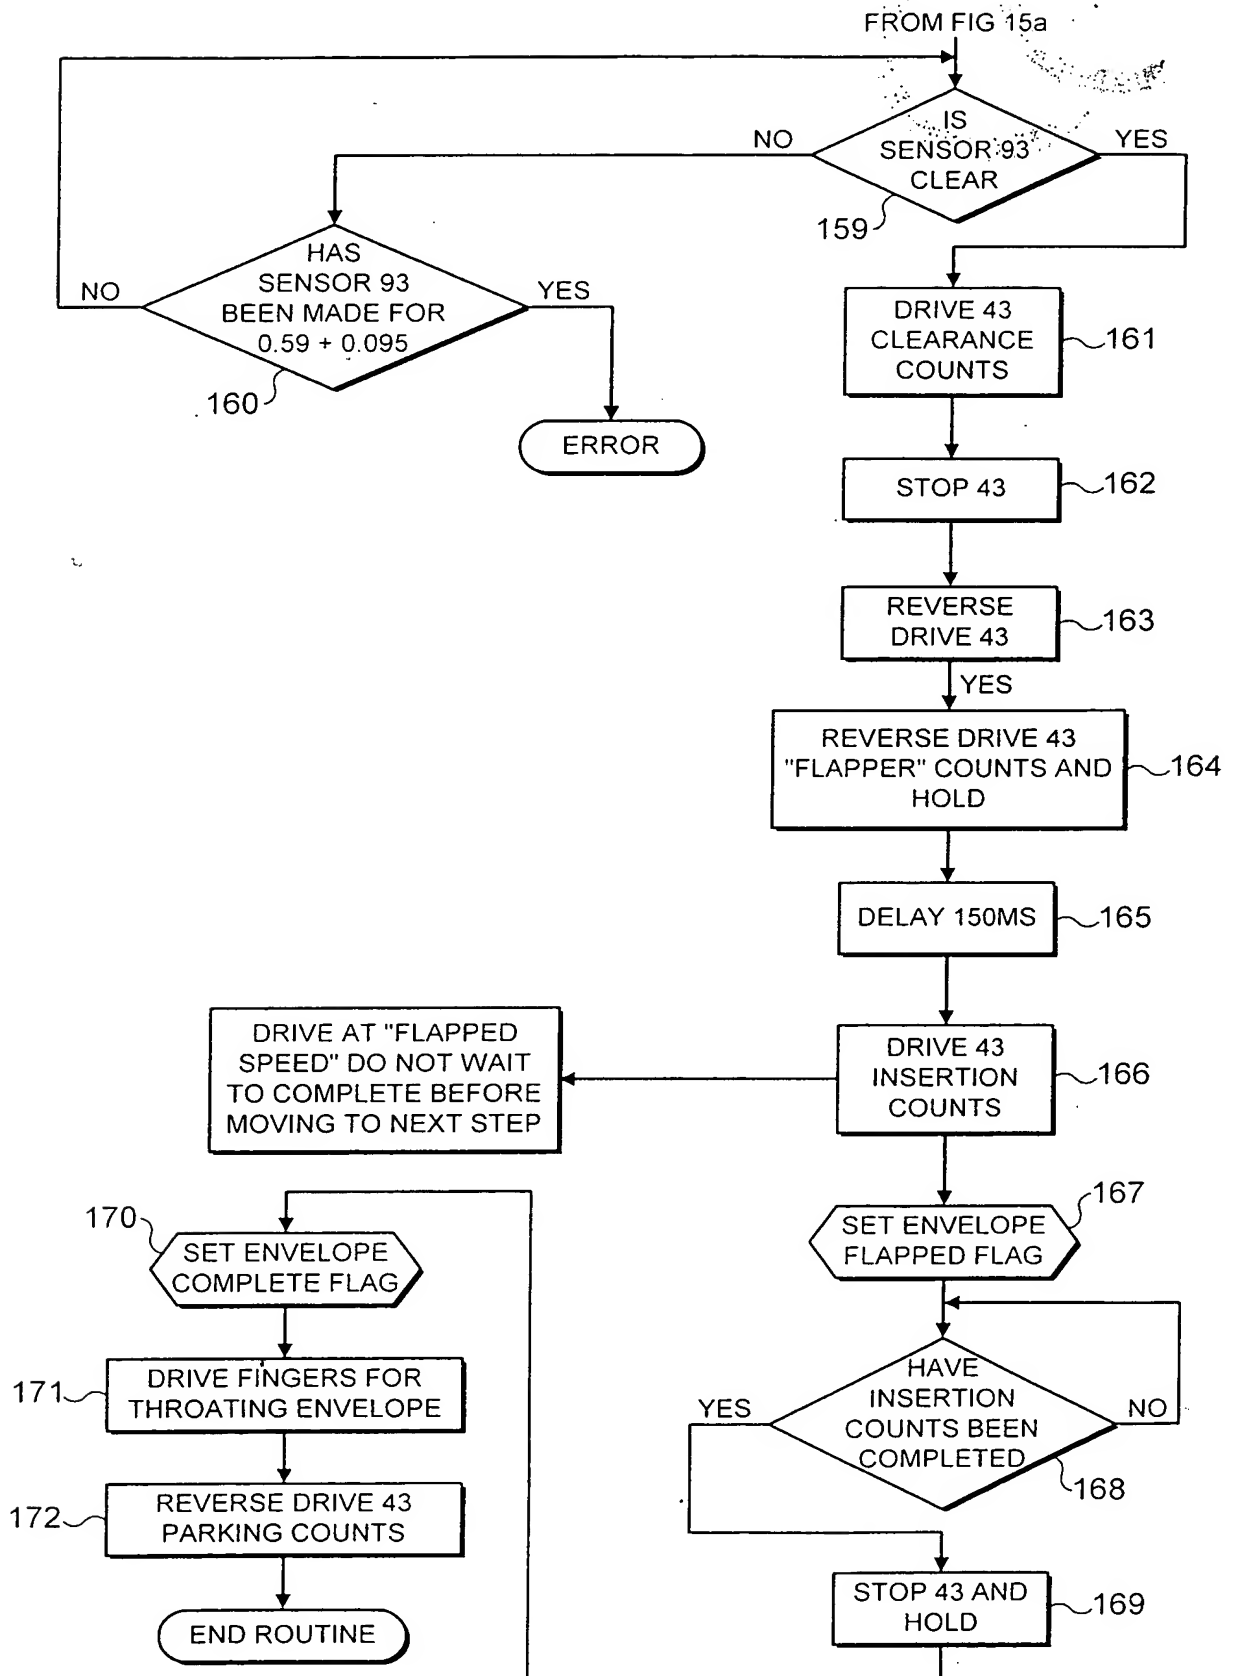 FROM FIG 15a
IS
SENSOR 93
CLEAR
NO
YES
159
HAS
SENSOR 93
BEEN MADE FOR
0.59 + 0.095
NO
YES
160
ERROR
DRIVE 43
CLEARANCE
COUNTS
161
STOP 43
162
REVERSE
DRIVE 43
163
YES
REVERSE DRIVE 43
"FLAPPER" COUNTS AND
HOLD
164
DELAY 150MS
165
DRIVE 43
INSERTION
COUNTS
166
DRIVE AT "FLAPPED
SPEED" DO NOT WAIT
TO COMPLETE BEFORE
MOVING TO NEXT STEP
SET ENVELOPE
FLAPPED FLAG
167
HAVE
INSERTION
COUNTS BEEN
COMPLETED
YES
NO
168
STOP 43 AND
HOLD
169
170
SET ENVELOPE
COMPLETE FLAG
171
DRIVE FINGERS FOR
THROATING ENVELOPE
172
REVERSE DRIVE 43
PARKING COUNTS
END ROUTINE